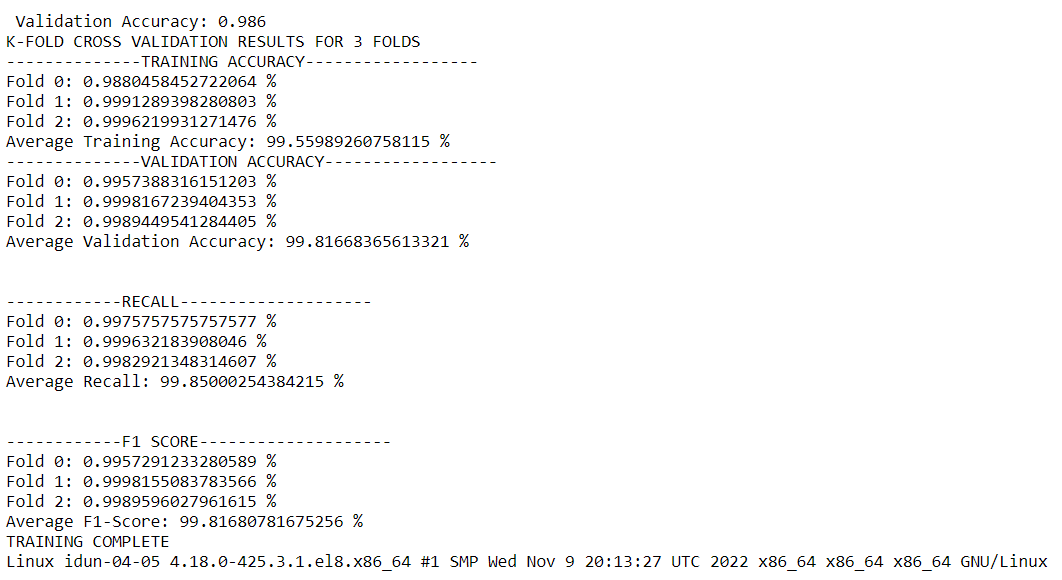 Validation Accuracy: 0.986
K-FOLD CROSS VALIDATION RESULTS FOR 3 FOLDS
--------------TRAINING ACCURACY------------------
Fold 0: 0.9880458452722064 %
Fold 1: 0.9991289398280803 %
Fold 2: 0.9996219931271476 %
Average Training Accuracy: 99.55989260758115 %
--------------VALIDATION ACCURACY------------------
Fold 0: 0.9957388316151203 %
Fold 1: 0.9998167239404353 %
Fold 2: 0.9989449541284405 %
Average Validation Accuracy: 99.81668365613321 %
------------RECALL--------------------
Fold 0: 0.9975757575757577 %
Fold 1: 0.999632183908046 %
Fold 2: 0.9982921348314607 %
Average Recall: 99.85000254384215 %
------------F1 SCORE--------------------
Fold 0: 0.9957291233280589 %
Fold 1: 0.9998155083783566 %
Fold 2: 0.9989596027961615 %
Average F1-Score: 99.81680781675256 %
TRAINING COMPLETE
Linux idun-04-05 4.18.0-425.3.1.el8.x86_64 #1 SMP Wed Nov 9 20:13:27 UTC 2022 x86_64 x86_64 x86_64 GNU/Linux